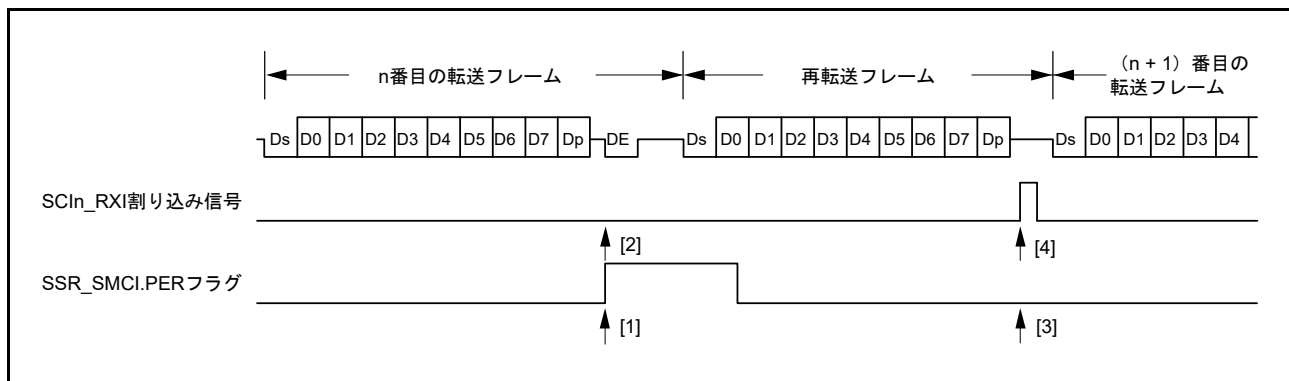 n番目の転送フレーム
再転送フレーム
（n + 1）番目の
転送フレーム
Ds D0 D1 D2 D3 D4 D5 D6 D7 Dp DE Ds D0 D1 D2 D3 D4 D5 D6 D7 Dp Ds D0 D1 D2 D3 D4
SCIn_RXI割り込み信号
[2] [4]
SSR_SMCI.PERフラグ
[1] [3]